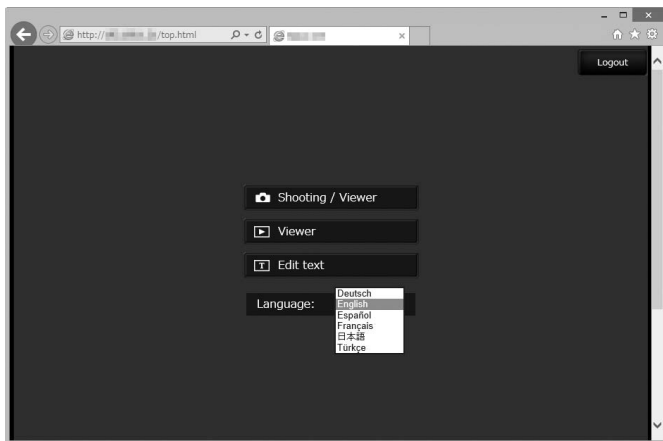 http:// /top.html
Logout
Shooting / Viewer
Viewer
Edit text
Language:
Deutsch
English
Español
Français
日本語
Türkçe